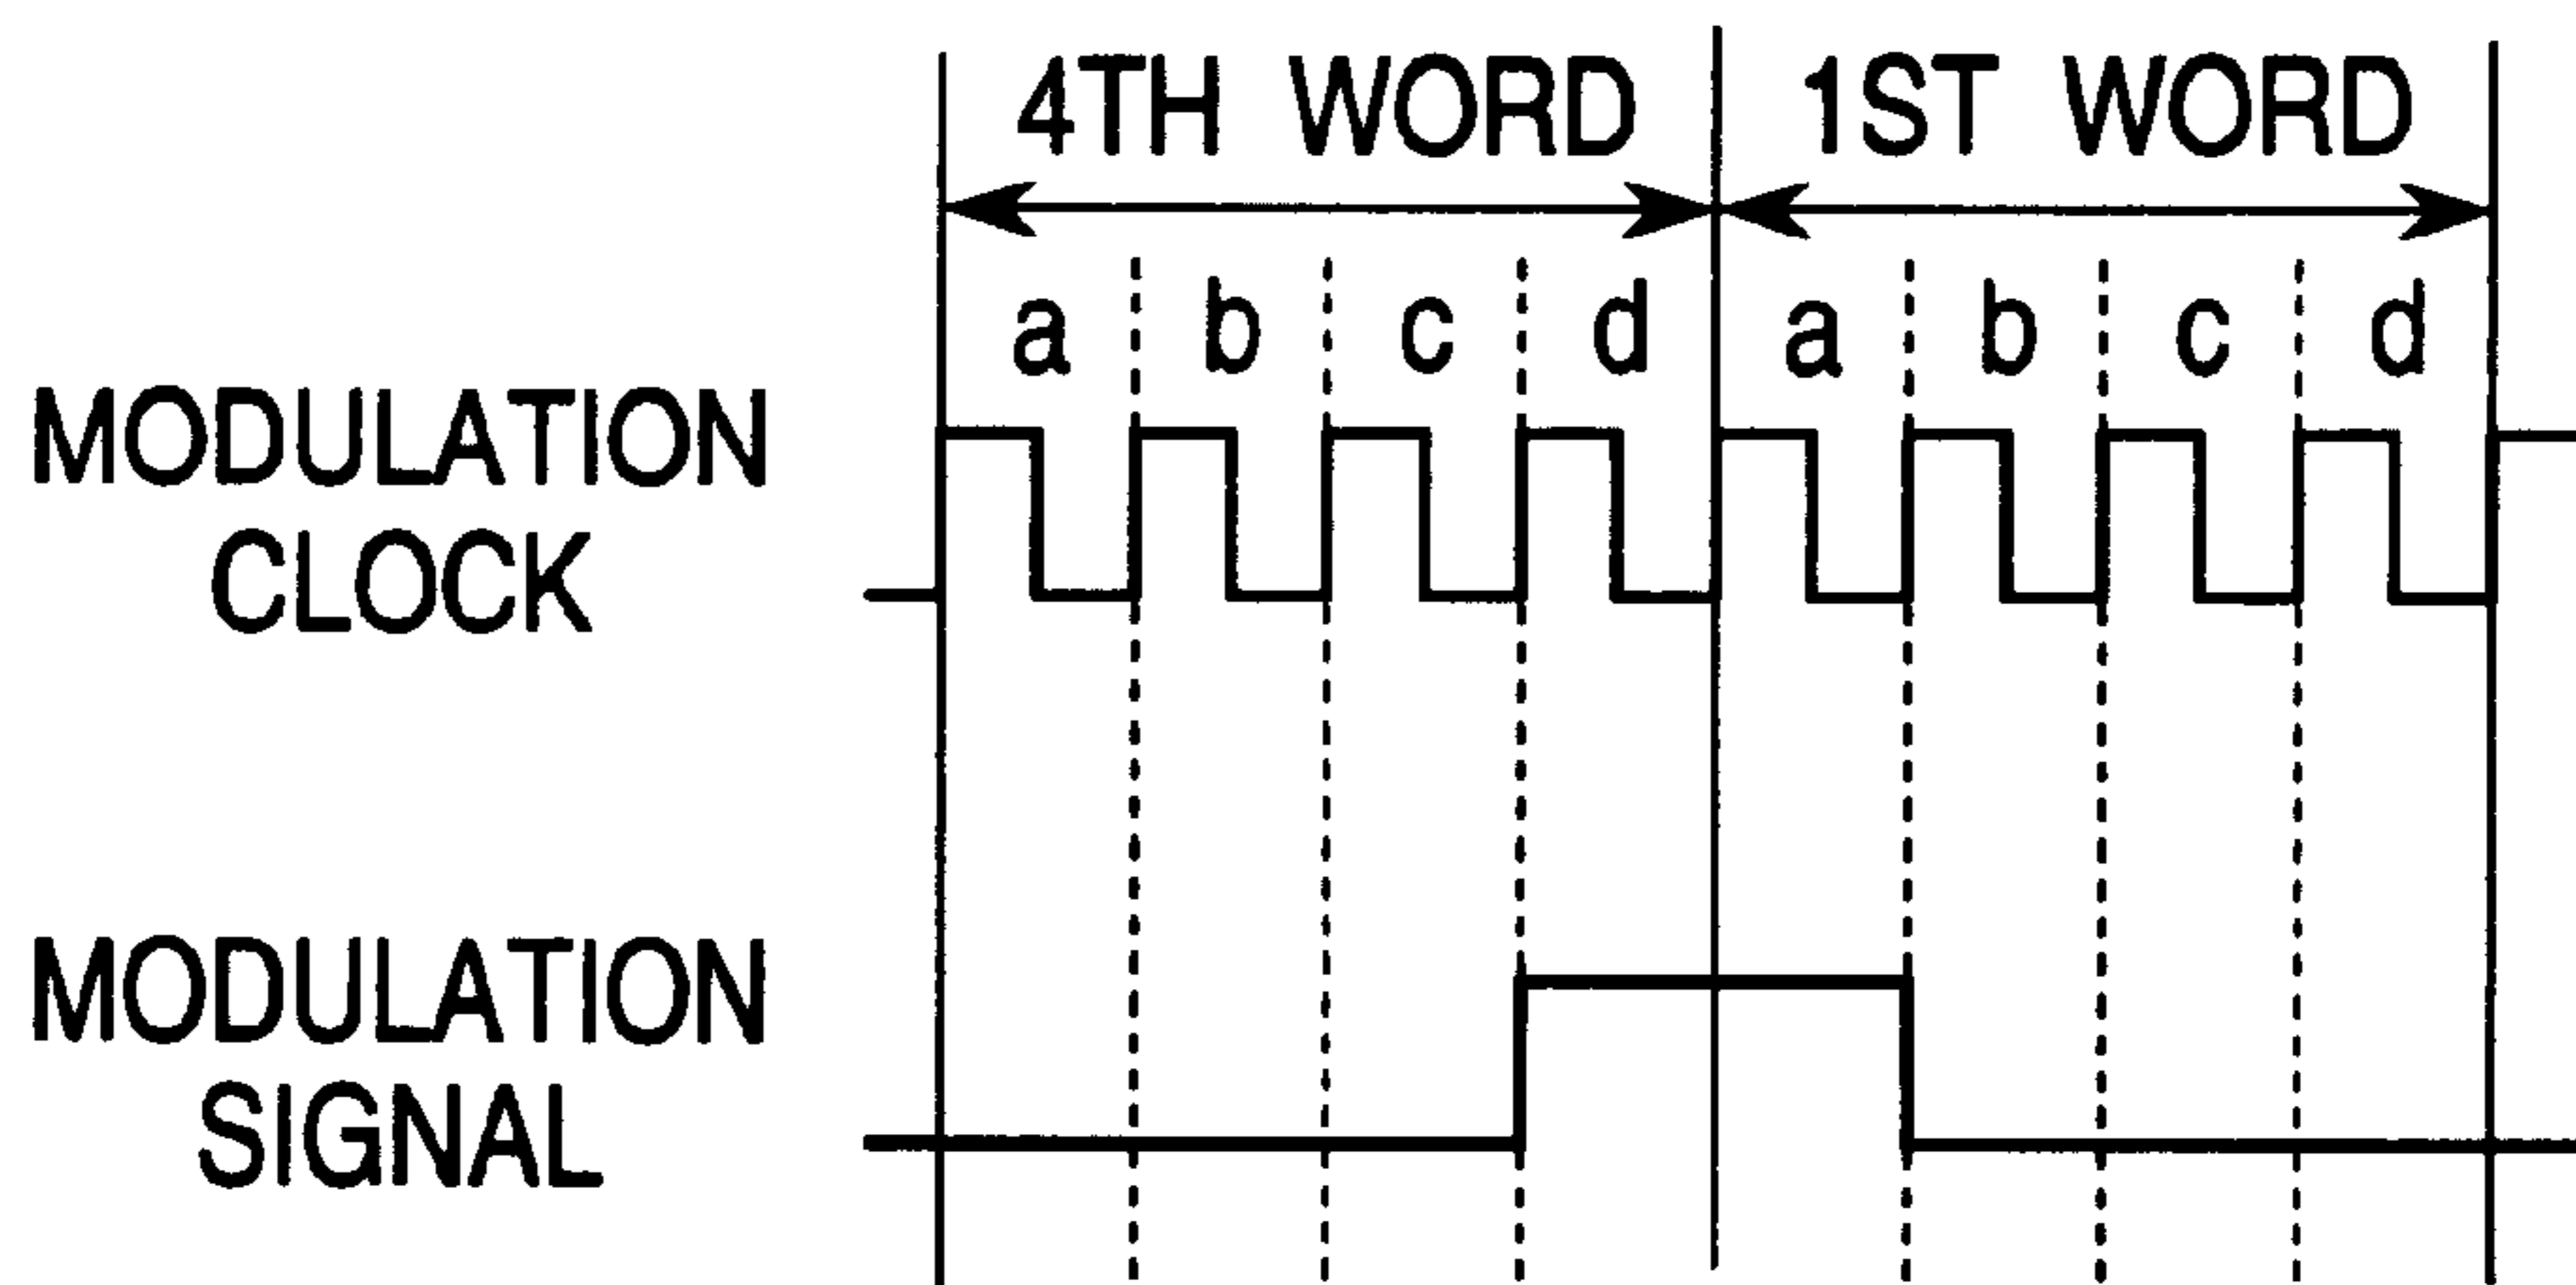 4TH WORD 1ST WORD
a b c d a b c d
MODULATION
CLOCK
MODULATION
SIGNAL